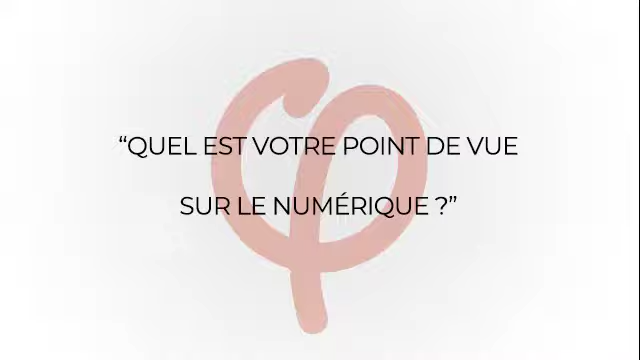 “QUEL EST VOTRE POINT DE VUE
SUR LE NUMÉRIQUE ?”